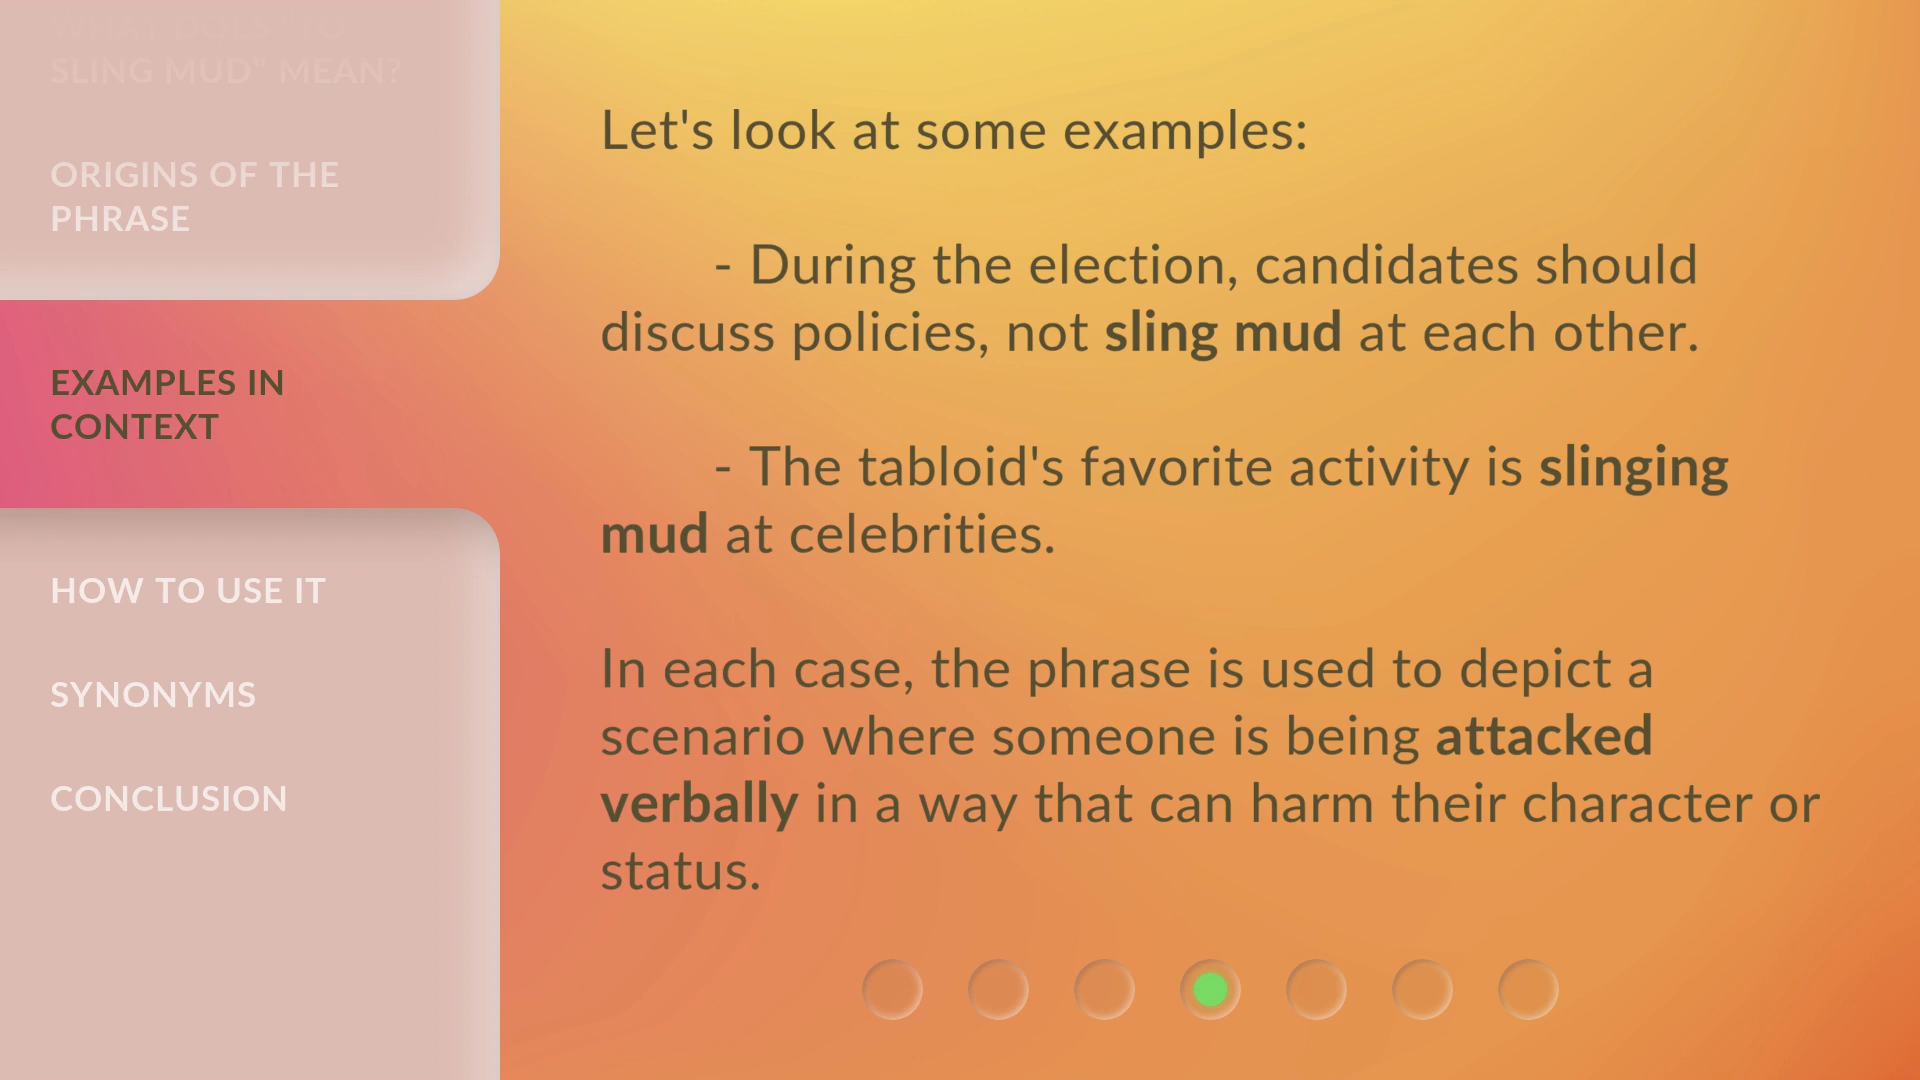 WHAT DOES "TO
SLING MUD" MEAN?
ORIGINS OF THE
PHRASE
EXAMPLES IN
CONTEXT
HOW TO USE IT
SYNONYMS
CONCLUSION
Let's look at some examples:
- During the election, candidates should
discuss policies, not sling mud at each other.
- The tabloid's favorite activity is slinging
mud at celebrities.
In each case, the phrase is used to depict a
scenario where someone is being attacked
verbally in a way that can harm their character or
status.